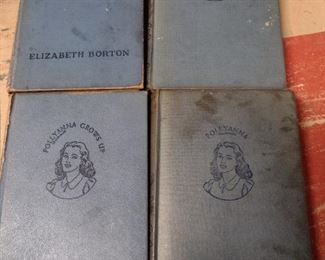 ELIZABETH BORTON
POLLYANNA GROWS UP
POLLYANNA